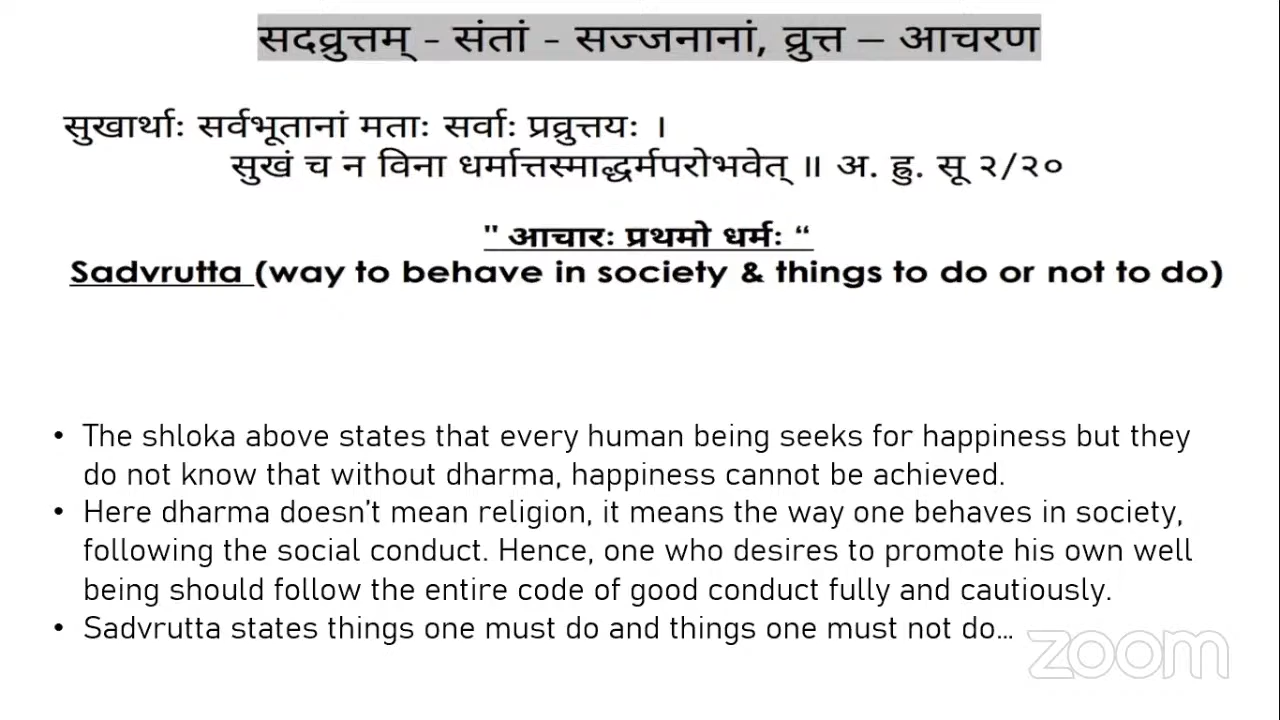 सदव्रुत्तम् - संतां - सज्जनानां, व्रुत्त – आचरण
सुखार्थाः सर्वभूतानां मताः सर्वाः प्रव्रुत्तयः ।
सुखं च न विना धर्मात्तस्माद्धर्मपरोभवेत् ॥ अ. ह्रु. सू २/२०
" आचारः प्रथमो धर्मः “
Sadvrutta (way to behave in society & things to do or not to do)
• The shloka above states that every human being seeks for happiness but they
do not know that without dharma, happiness cannot be achieved.
• Here dharma doesn't mean religion, it means the way one behaves in society,
following the social conduct. Hence, one who desires to promote his own well
being should follow the entire code of good conduct fully and cautiously.
• Sadvrutta states things one must do and things one must not do...
zoom